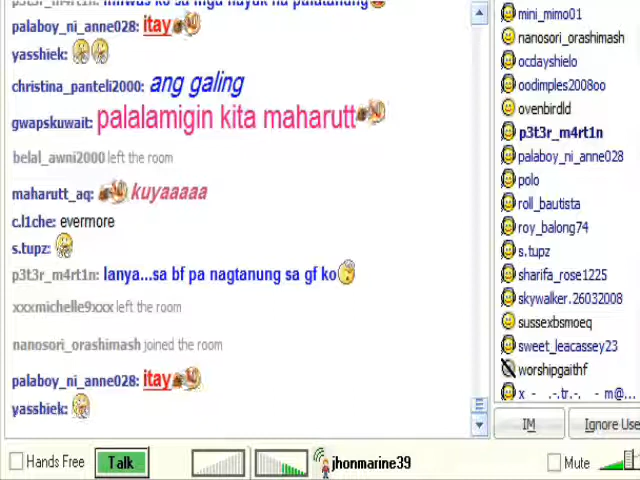 palaboy_ni_anne028: itay
yasshiek:
christina_panteli2000: ang galing
gwapskuwait: palalamigin kita maharutt
belal_awni2000 left the room
maharutt_aq: kuyaaaaa
c.l1che: evermore
s.tupz:
p3t3r_m4rt1n: lanya...sa bf pa nagtanung sa gf ko
xxxmichelle9xxx left the room
nanosori_orashimash joined the room
palaboy_ni_anne028: itay
yasshiek:
mini_mimo01
nanosori_orashimash
ocdayshielo
oodimples2008oo
ovenbirdld
p3t3r_m4rt1n
palaboy_ni_anne028
polo
roll_bautista
roy_balong74
s.tupz
sharifa_rose1225
skywalker.26032008
sussexbsmoeq
sweet_leacassey23
worshipgaithf
IM
Ignore Use
Hands Free
Talk
jhonmarine39
Mute